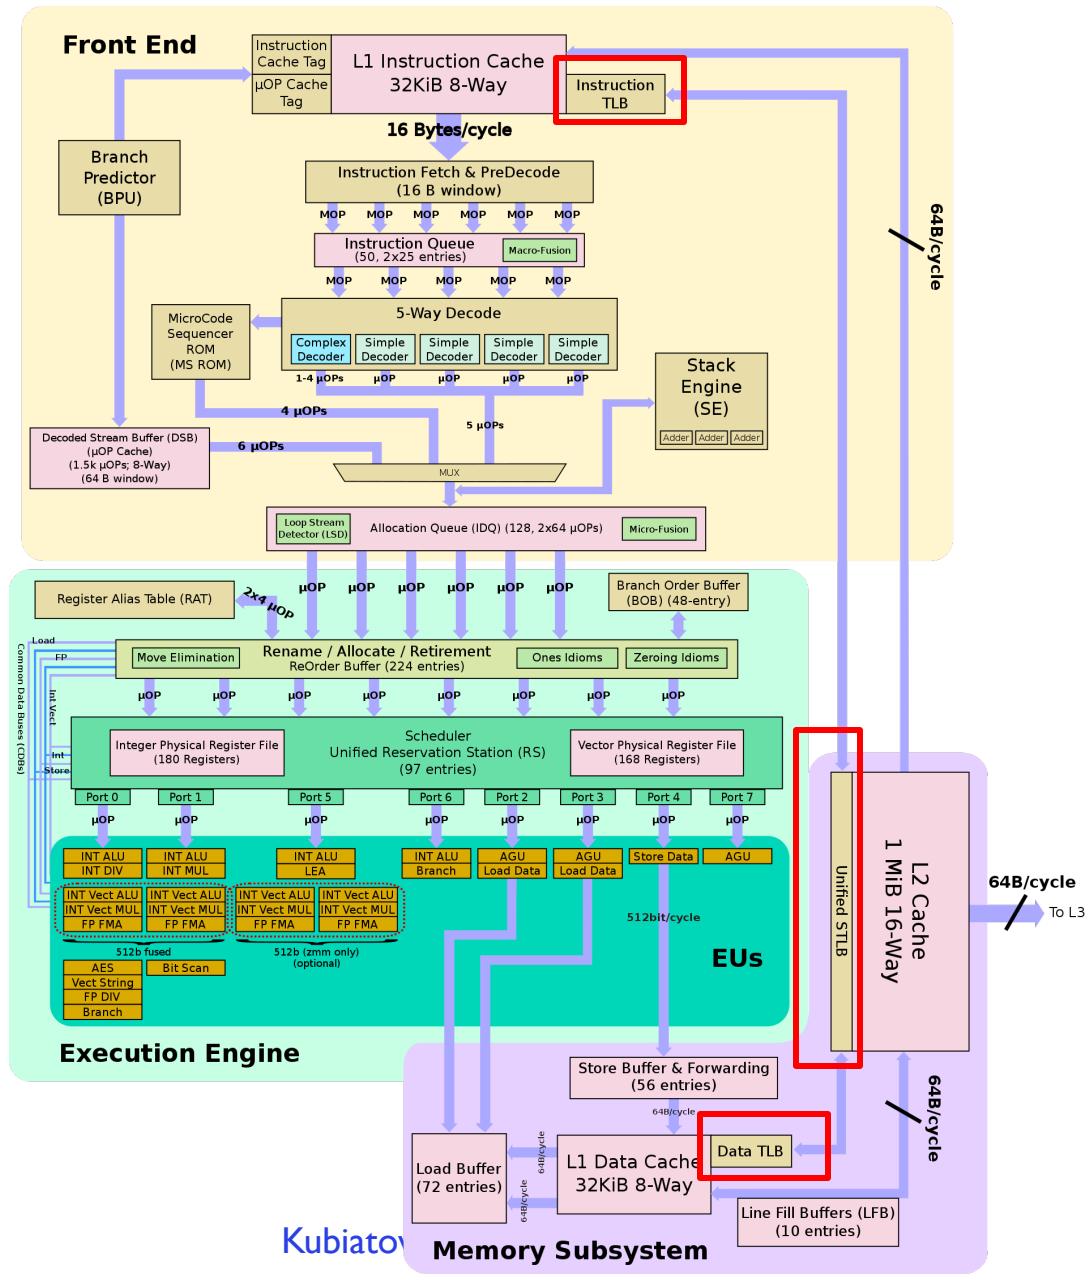 Front End
Instruction
Cache Tag
µOP Cache
Tag
L1 Instruction Cache
32KiB 8-Way
Instruction
TLB
16 Bytes/cycle
Branch
Predictor
(BPU)
Instruction Fetch & PreDecode
(16 B window)
MOP MOP MOP MOP MOP MOP
Instruction Queue
(50, 2x25 entries)
Macro-Fusion
64B/cycle
MOP MOP MOP MOP MOP
MicroCode
Sequencer
ROM
(MS ROM)
5-Way Decode
Complex
Decoder
Simple
Decoder
Simple
Decoder
Simple
Decoder
Simple
Decoder
1-4 µOPs µOP µOP µOP µOP
Stack
Engine
(SE)
Adder Adder Adder
4 µOPs
5 µOPs
6 µOPs
Decoded Stream Buffer (DSB)
(µOP Cache)
(1.5k µOPs; 8-Way)
(64 B window)
MUX
Loop Stream
Detector (LSD)
Allocation Queue (IDQ) (128, 2x64 µOPs)
Micro-Fusion
µOP µOP µOP µOP µOP µOP
Register Alias Table (RAT)
2x4 µOP
Branch Order Buffer
(BOB) (48-entry)
Load
FP
Common Data Buses (CDBs)
Int Vect
Int
Store
Move Elimination
Rename / Allocate / Retirement
ReOrder Buffer (224 entries)
Ones Idioms
Zeroing Idioms
µOP µOP µOP µOP µOP µOP µOP µOP
Integer Physical Register File
(180 Registers)
Scheduler
Unified Reservation Station (RS)
(97 entries)
Vector Physical Register File
(168 Registers)
Port 0 Port 1 Port 5 Port 6 Port 2 Port 3 Port 4 Port 7
µOP µOP µOP µOP µOP µOP µOP µOP
INT ALU
INT DIV
INT ALU
INT MUL
INT ALU
LEA
INT ALU
Branch
AGU
Load Data
AGU
Load Data
Store Data
AGU
INT Vect ALU
INT Vect MUL
FP FMA
INT Vect ALU
INT Vect MUL
FP FMA
INT Vect ALU
INT Vect MUL
FP FMA
INT Vect ALU
INT Vect MUL
FP FMA
512b fused
512b (zmm only)
(optional)
AES
Vect String
FP DIV
Branch
Bit Scan
512bit/cycle
EUs
Execution Engine
Unified STLB
L2 Cache
1 MiB 16-Way
64B/cycle
To L3
Store Buffer & Forwarding
(56 entries)
64B/cycle
64B/cycle
Load Buffer
(72 entries)
64B/cycle
64B/cycle
L1 Data Cache
32KiB 8-Way
Data TLB
Line Fill Buffers (LFB)
(10 entries)
Kubiatov
Memory Subsystem